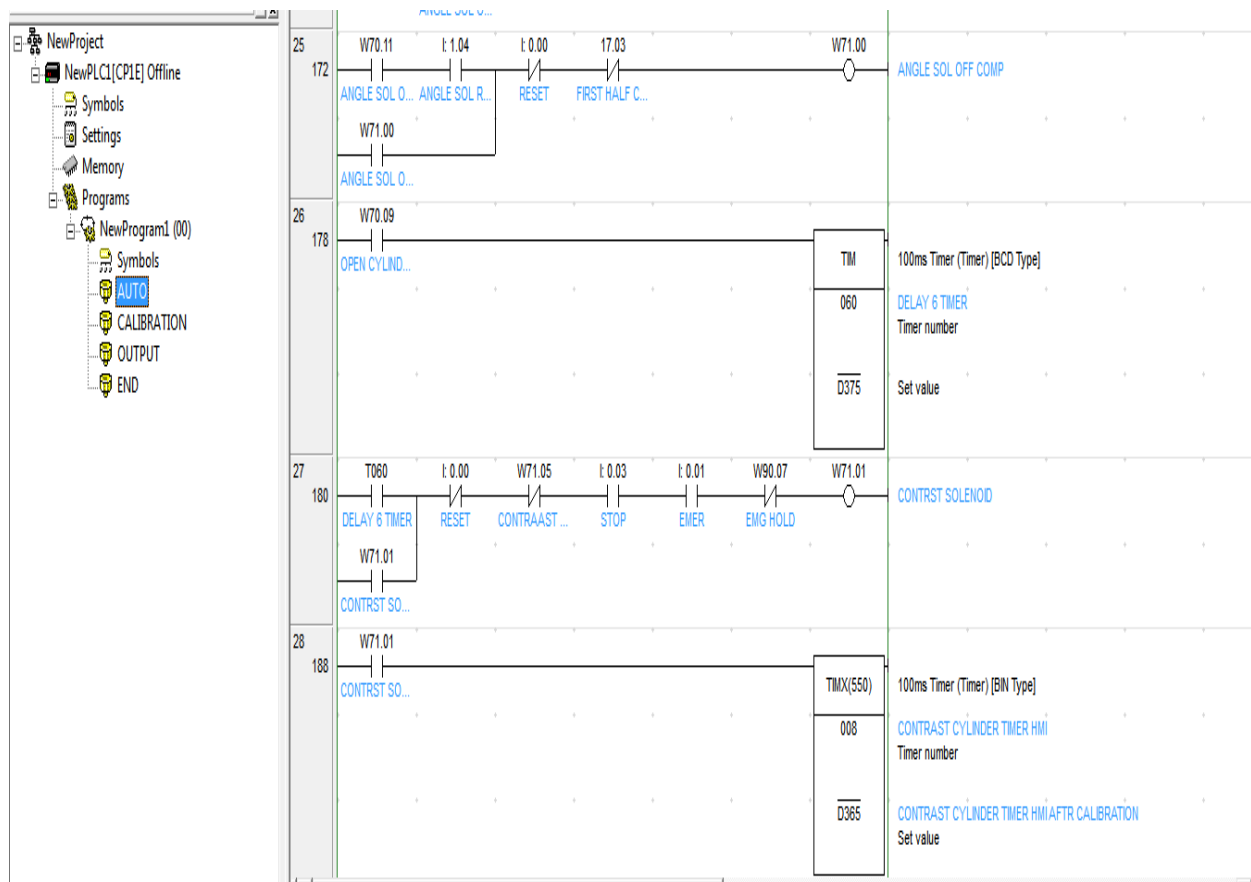 NewProject
NewPLC1[CP1E] Offline
Symbols
Settings
Memory
Programs
NewProgram1 (00)
Symbols
AUTO
CALIBRATION
OUTPUT
END
25
172
W70.11 I: 1.04 I: 0.00 17.03 W71.00
ANGLE SOL OFF COMP
ANGLE SOL O... ANGLE SOL R... RESET FIRST HALF C...
W71.00
ANGLE SOL O...
26
178
W70.09
OPEN CYLIND...
TIM 100ms Timer (Timer) [BCD Type]
060 DELAY 6 TIMER
Timer number
D375 Set value
27
180
T060 I: 0.00 W71.05 I: 0.03 I: 0.01 W90.07 W71.01
CONTRST SOLENOID
DELAY 6 TIMER RESET CONTRAAST ... STOP EMER EMG HOLD
W71.01
CONTRST SO...
28
188
W71.01
CONTRST SO...
TIMX(550) 100ms Timer (Timer) [BIN Type]
008 CONTRAST CYLINDER TIMER HMI
Timer number
D365 CONTRAST CYLINDER TIMER HMI AFTR CALIBRATION
Set value